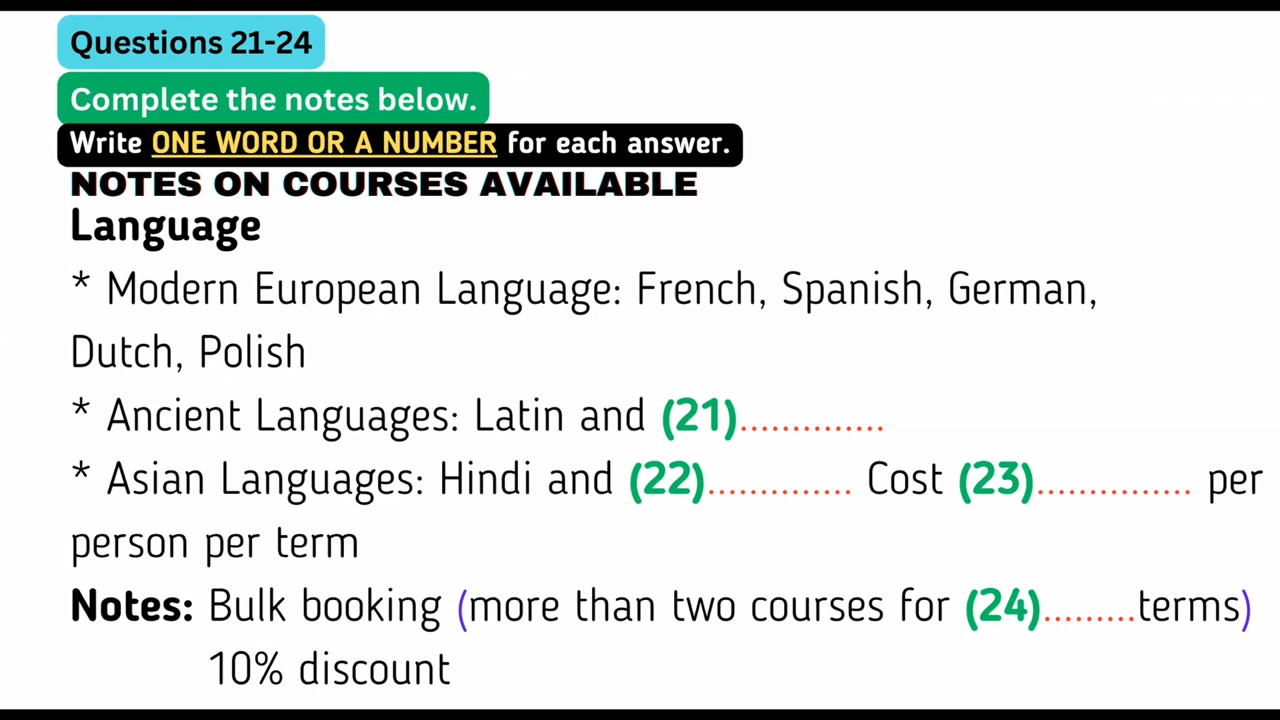 Questions 21-24
Complete the notes below.
Write ONE WORD OR A NUMBER for each answer.
NOTES ON COURSES AVAILABLE
Language
* Modern European Language: French, Spanish, German,
Dutch, Polish
* Ancient Languages: Latin and (21)..............
* Asian Languages: Hindi and (22).............. Cost (23)............... per
person per term
Notes: Bulk booking (more than two courses for (24).........terms)
10% discount